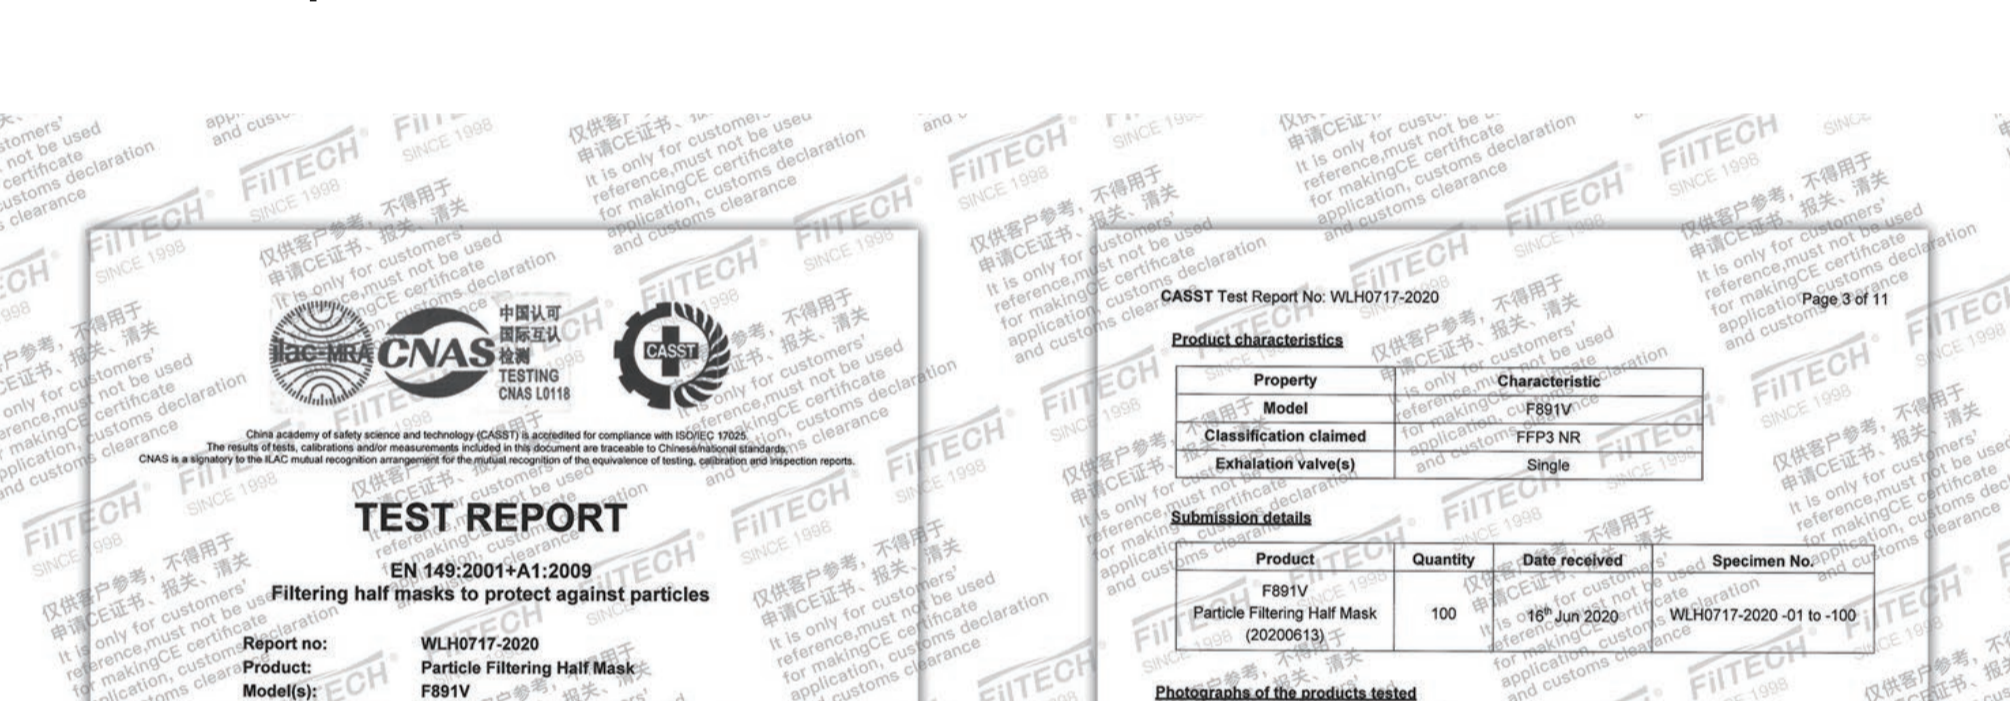 ilac-MRA
CNAS
中国认可
国际互认
检测
TESTING
CNAS L0118
CASST
China academy of safety science and technology (CASST) is accredited for compliance with ISO/IEC 17025.
The results of tests, calibrations and/or measurements included in this document are traceable to Chinese/national standards.
CNAS is a signatory to the ILAC mutual recognition arrangement for the mutual recognition of the equivalence of testing, calibration and inspection reports.
TEST REPORT
EN 149:2001+A1:2009
Filtering half masks to protect against particles
Report no: WLH0717-2020
Product: Particle Filtering Half Mask
Model(s): F891V
CASST Test Report No: WLH0717-2020
Page 3 of 11
Product characteristics
Property Characteristic
Model F891V
Classification claimed FFP3 NR
Exhalation valve(s) Single
Submission details
Product Quantity Date received Specimen No.
F891V
Particle Filtering Half Mask 100 16th Jun 2020 WLH0717-2020 -01 to -100
(20200613)
Photographs of the products tested
FilTECH®
SINCE 1998
仅供客户参考，不得用于
申请CE证书、报关、清关
It is only for customers'
reference,must not be used
for makingCE certificate
application, customs declaration
and customs clearance